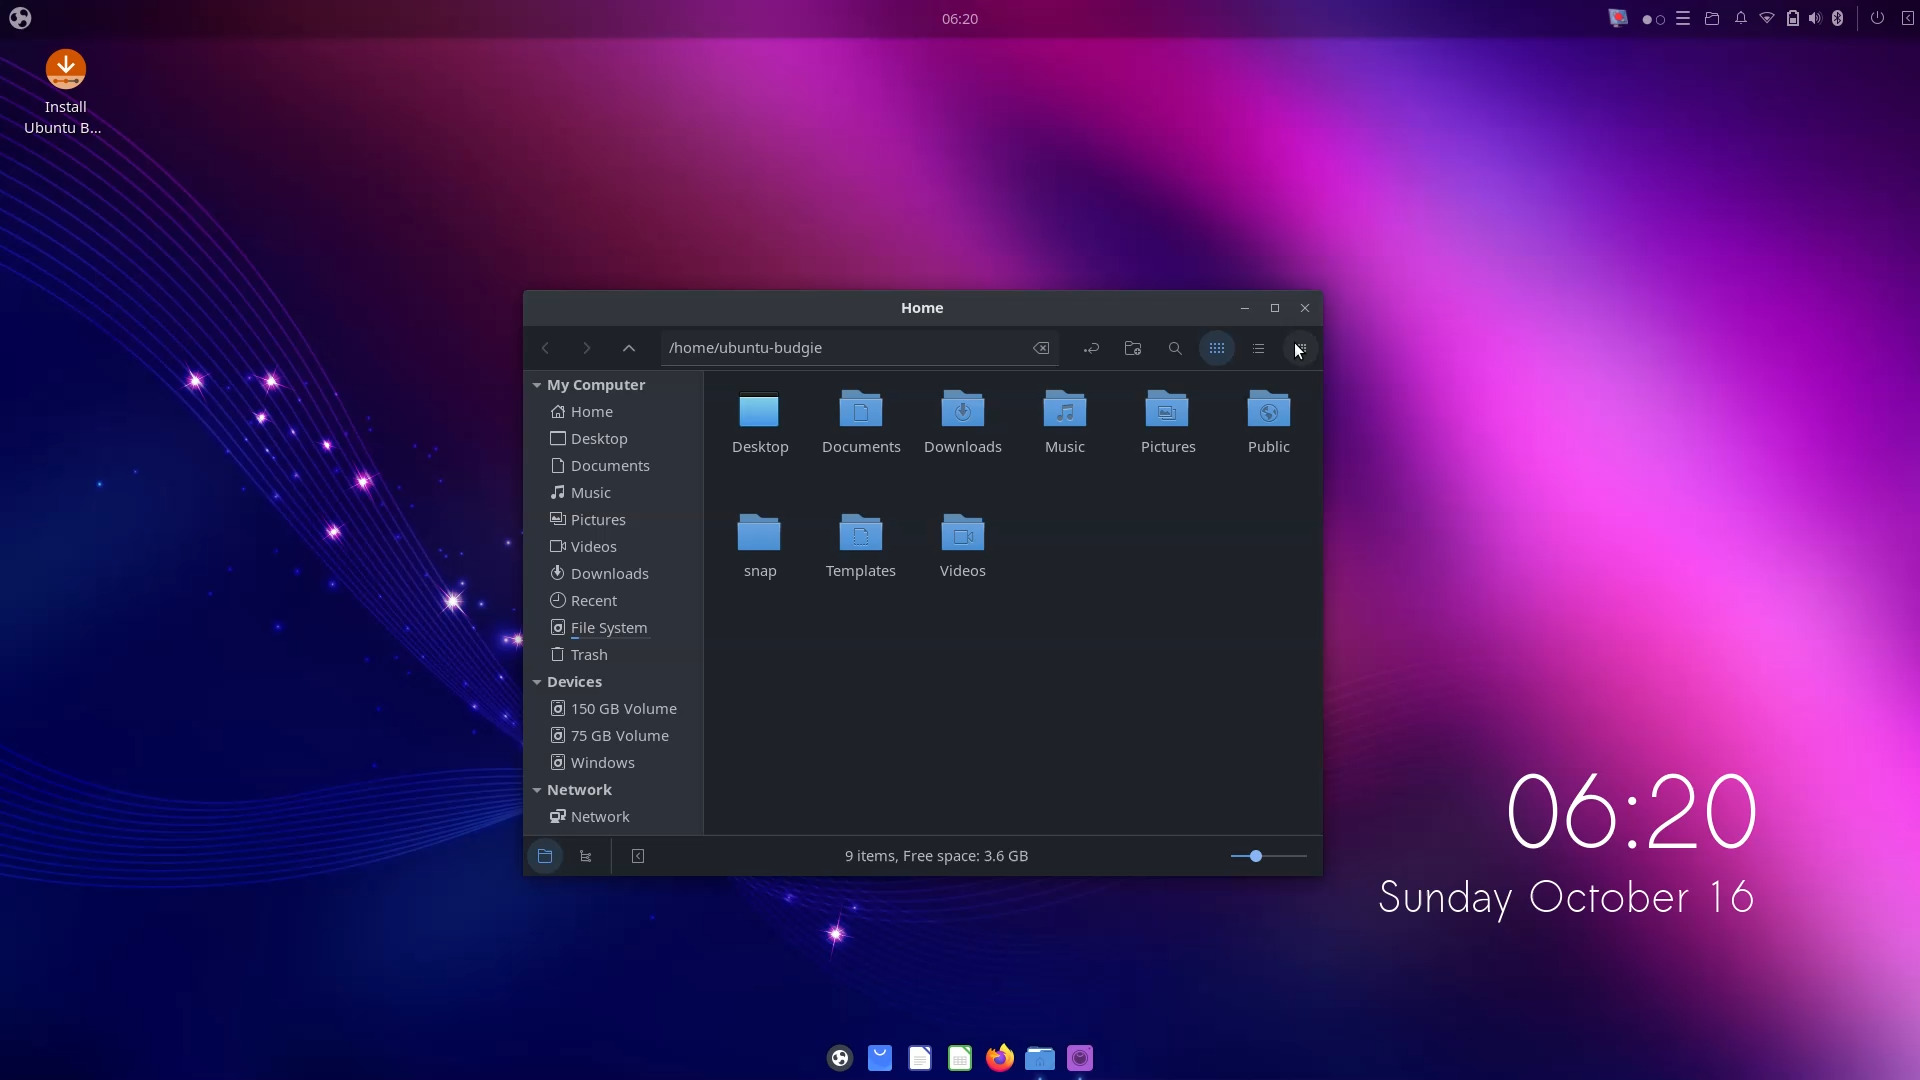 06:20
Install
Ubuntu B...
Home
/home/ubuntu-budgie
My Computer
Home
Desktop
Documents
Music
Pictures
Videos
Downloads
Recent
File System
Trash
Devices
150 GB Volume
75 GB Volume
Windows
Network
Network
Desktop
Documents
Downloads
Music
Pictures
Public
snap
Templates
Videos
9 items, Free space: 3.6 GB
06:20
Sunday October 16